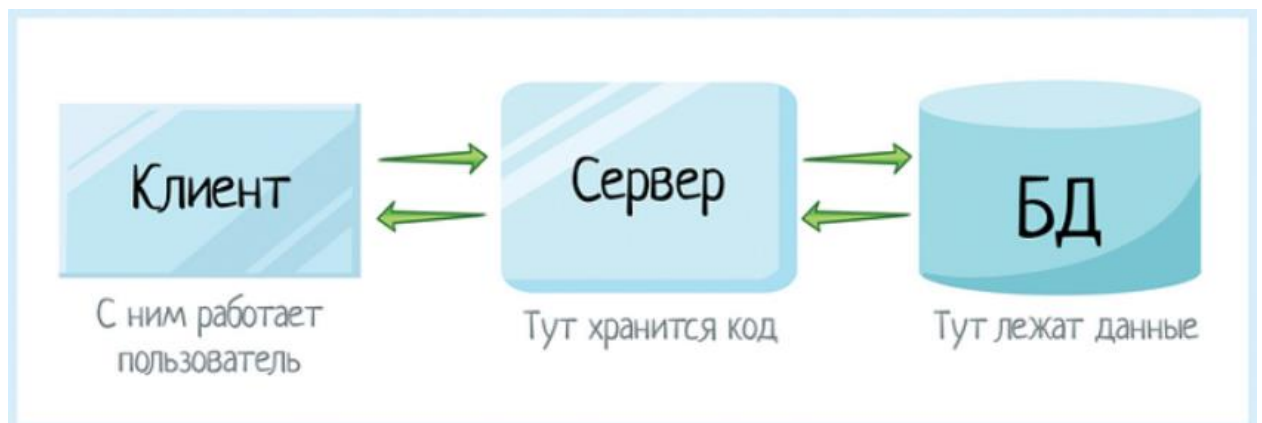 Клиент
Сервер
БД
С ним работает
пользователь
Тут хранится код
Тут лежат данные